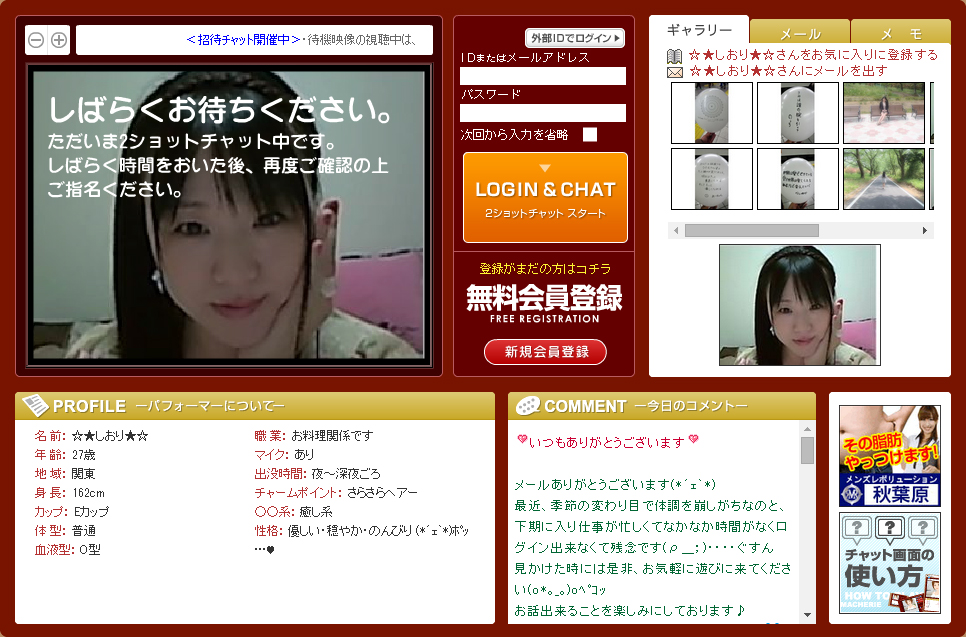 ＜招待チャット開催中＞･待機映像の視聴中は、
しばらくお待ちください。
ただいま2ショットチャット中です。
しばらく時間をおいた後、再度ご確認の上
ご指名ください。
外部IDでログイン
IDまたはメールアドレス
パスワード
次回から入力を省略
LOGIN & CHAT
2ショットチャット スタート
登録がまだの方はコチラ
無料会員登録
FREE REGISTRATION
新規会員登録
ギャラリー
メール
メ モ
☆★しおり★☆さんをお気に入りに登録する
☆★しおり★☆さんにメールを出す
PROFILE ―パフォーマーについて―
名前: ☆★しおり★☆
年齢: 27歳
地域: 関東
身長: 162cm
カップ: Eカップ
体型: 普通
血液型: O型
職業: お料理関係です
マイク: あり
出没時間: 夜～深夜ごろ
チャームポイント: さらさらヘアー
○○系: 癒し系
性格: 優しい･穏やか･のんびり(*´ｪ`*)ﾎﾟｯ
…♥
COMMENT ―今日のコメント―
いつもありがとうございます
メールありがとうございます(*´ｪ`*)
最近、季節の変わり目で体調を崩しがちなのと、
下期に入り仕事が忙しくてなかなか時間がなくロ
グイン出来なくて残念です(ρ＿;)････ぐすん
見かけた時には是非、お気軽に遊びに来てくださ
い(o*｡_｡)oﾍﾟｺｯ
お話出来ることを楽しみにしております♪
その脂肪
やっつけます!
メンズレボリューション
秋葉原
? ? ?
チャット画面の
使い方
HOW TO
MACHERIE